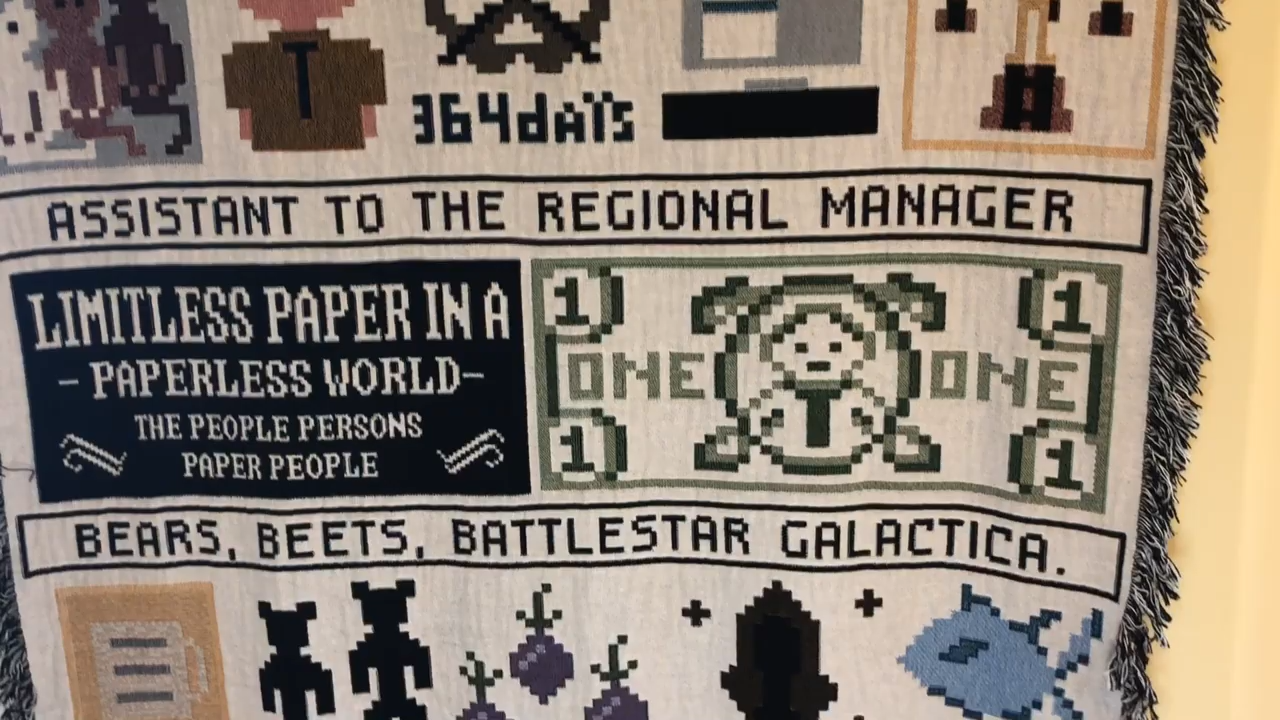 364daïs
ASSISTANT TO THE REGIONAL MANAGER
LIMITLESS PAPER IN A
- PAPERLESS WORLD-
THE PEOPLE PERSONS
PAPER PEOPLE
1 1
ONE ONE
1 1
BEARS, BEETS, BATTLESTAR GALACTICA.